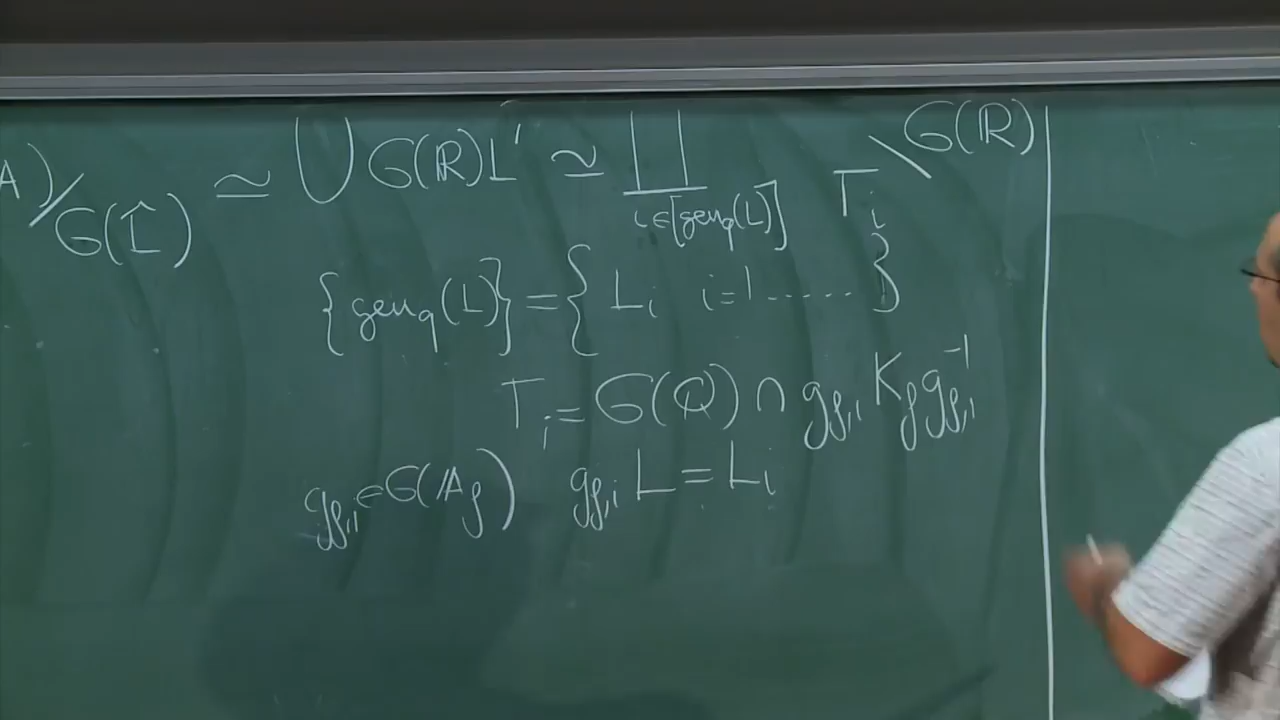 A)/G(L̂) ≃ ⋃ G(ℝ)L' ≃ ∐_{i∈[gen_q(L)]} T_i \ G(ℝ)
{gen_q(L)} = { L_i i=1...... }
T_i = G(ℚ) ∩ g_{f,i} K_f g_{f,i}^{-1}
g_{f,i} ∈ G(𝔸_f) g_{f,i} L = L_i